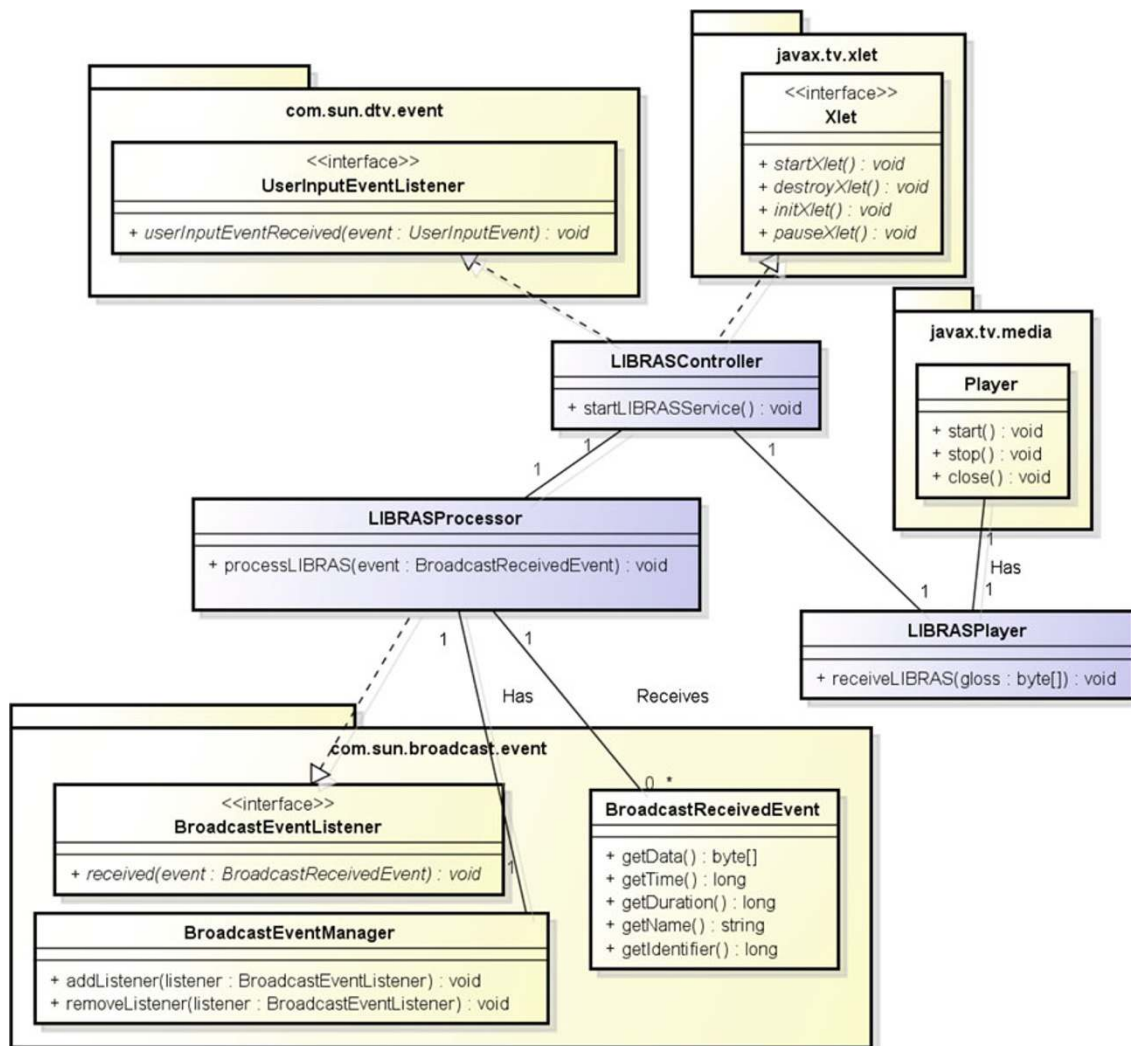 javax.tv.xlet
<<interface>>
Xlet
+ startXlet() : void
+ destroyXlet() : void
+ initXlet() : void
+ pauseXlet() : void
com.sun.dtv.event
<<interface>>
UserInputEventListener
+ userInputEventReceived(event : UserInputEvent) : void
javax.tv.media
Player
+ start() : void
+ stop() : void
+ close() : void
LIBRASController
+ startLIBRASService() : void
1
1
1
1
1
Has
1
LIBRASProcessor
+ processLIBRAS(event : BroadcastReceivedEvent) : void
LIBRASPlayer
+ receiveLIBRAS(gloss : byte[]) : void
1
1
Has
Receives
com.sun.broadcast.event
<<interface>>
BroadcastEventListener
+ received(event : BroadcastReceivedEvent) : void
1
0..*
BroadcastReceivedEvent
+ getData() : byte[]
+ getTime() : long
+ getDuration() : long
+ getName() : string
+ getIdentifier() : long
BroadcastEventManager
+ addListener(listener : BroadcastEventListener) : void
+ removeListener(listener : BroadcastEventListener) : void